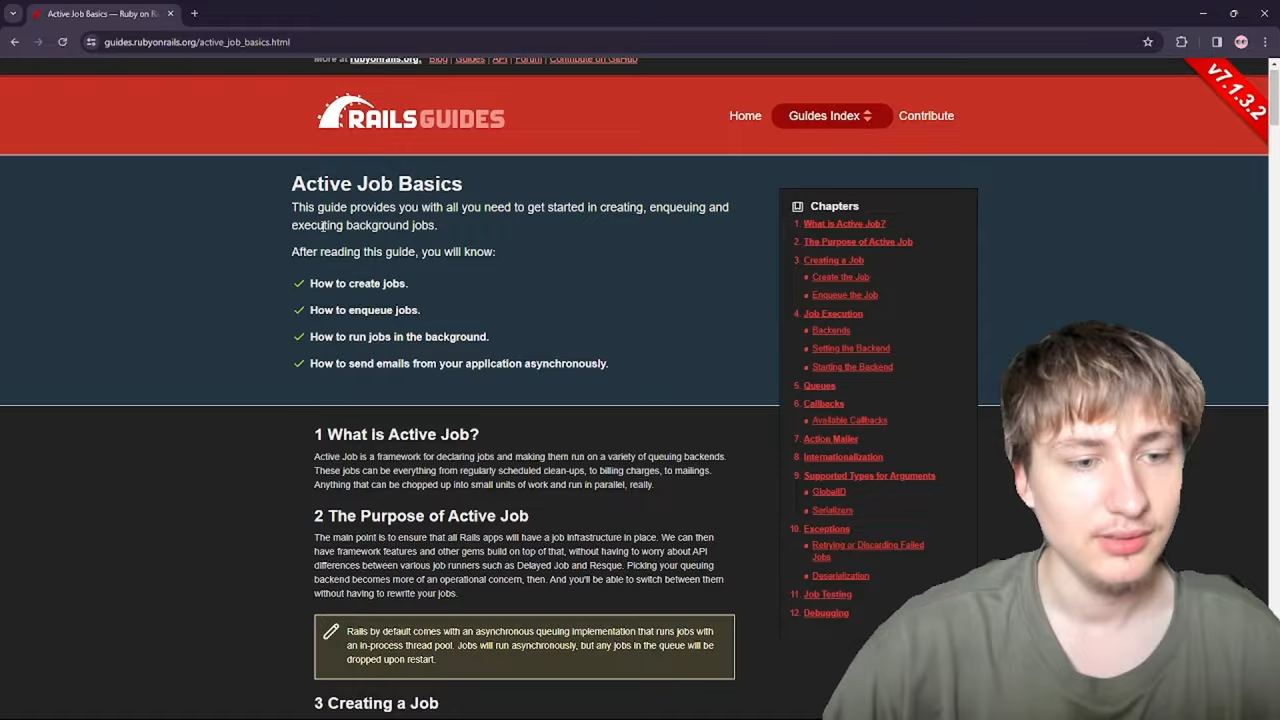 Active Job Basics — Ruby on R
guides.rubyonrails.org/active_job_basics.html
More at rubyonrails.org: Blog | Guides | API | Forum | Contribute on GitHub
v7.1.3.2
RAILSGUIDES
Home
Guides Index
Contribute
Active Job Basics
This guide provides you with all you need to get started in creating, enqueuing and
executing background jobs.
After reading this guide, you will know:
How to create jobs.
How to enqueue jobs.
How to run jobs in the background.
How to send emails from your application asynchronously.
Chapters
1. What is Active Job?
2. The Purpose of Active Job
3. Creating a Job
Create the Job
Enqueue the Job
4. Job Execution
Backends
Setting the Backend
Starting the Backend
5. Queues
6. Callbacks
Available Callbacks
7. Action Mailer
8. Internationalization
9. Supported Types for Arguments
GlobalID
Serializers
10. Exceptions
Retrying or Discarding Failed
Jobs
Deserialization
11. Job Testing
12. Debugging
1 What is Active Job?
Active Job is a framework for declaring jobs and making them run on a variety of queuing backends.
These jobs can be everything from regularly scheduled clean-ups, to billing charges, to mailings.
Anything that can be chopped up into small units of work and run in parallel, really.
2 The Purpose of Active Job
The main point is to ensure that all Rails apps will have a job infrastructure in place. We can then
have framework features and other gems build on top of that, without having to worry about API
differences between various job runners such as Delayed Job and Resque. Picking your queuing
backend becomes more of an operational concern, then. And you'll be able to switch between them
without having to rewrite your jobs.
Rails by default comes with an asynchronous queuing implementation that runs jobs with
an in-process thread pool. Jobs will run asynchronously, but any jobs in the queue will be
dropped upon restart.
3 Creating a Job